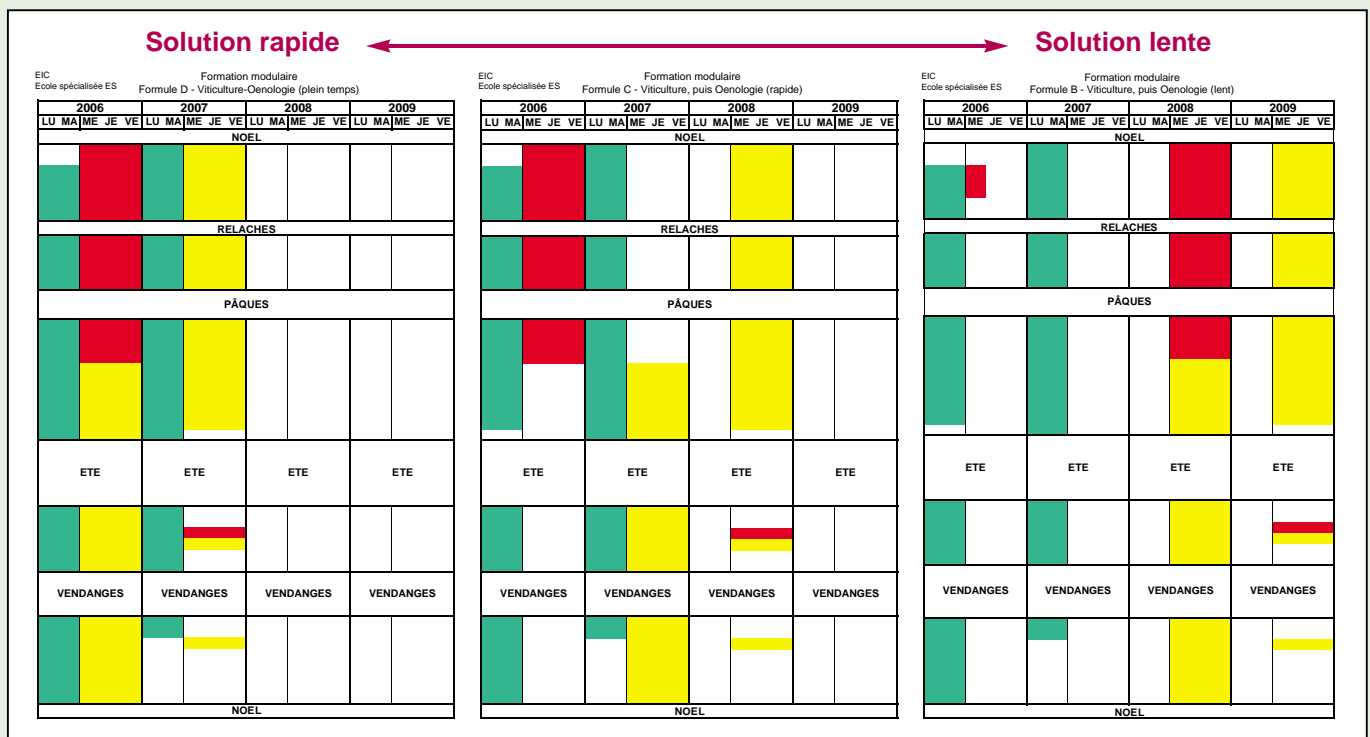 Solution rapide
Solution lente
EIC
Ecole spécialisée ES
Formation modulaire
Formule D - Viticulture-Oenologie (plein temps)
2006 2007 2008 2009
LU MA ME JE VE LU MA ME JE VE LU MA ME JE VE LU MA ME JE VE
NOEL
RELACHES
PÂQUES
ETE ETE ETE ETE
VENDANGES VENDANGES VENDANGES VENDANGES
NOEL
EIC
Ecole spécialisée ES
Formation modulaire
Formule C - Viticulture, puis Oenologie (rapide)
2006 2007 2008 2009
LU MA ME JE VE LU MA ME JE VE LU MA ME JE VE LU MA ME JE VE
NOEL
RELACHES
PÂQUES
ETE ETE ETE ETE
VENDANGES VENDANGES VENDANGES VENDANGES
NOEL
EIC
Ecole spécialisée ES
Formation modulaire
Formule B - Viticulture, puis Oenologie (lent)
2006 2007 2008 2009
LU MA ME JE VE LU MA ME JE VE LU MA ME JE VE LU MA ME JE VE
NOEL
RELACHES
PÂQUES
ETE ETE ETE ETE
VENDANGES VENDANGES VENDANGES VENDANGES
NOEL